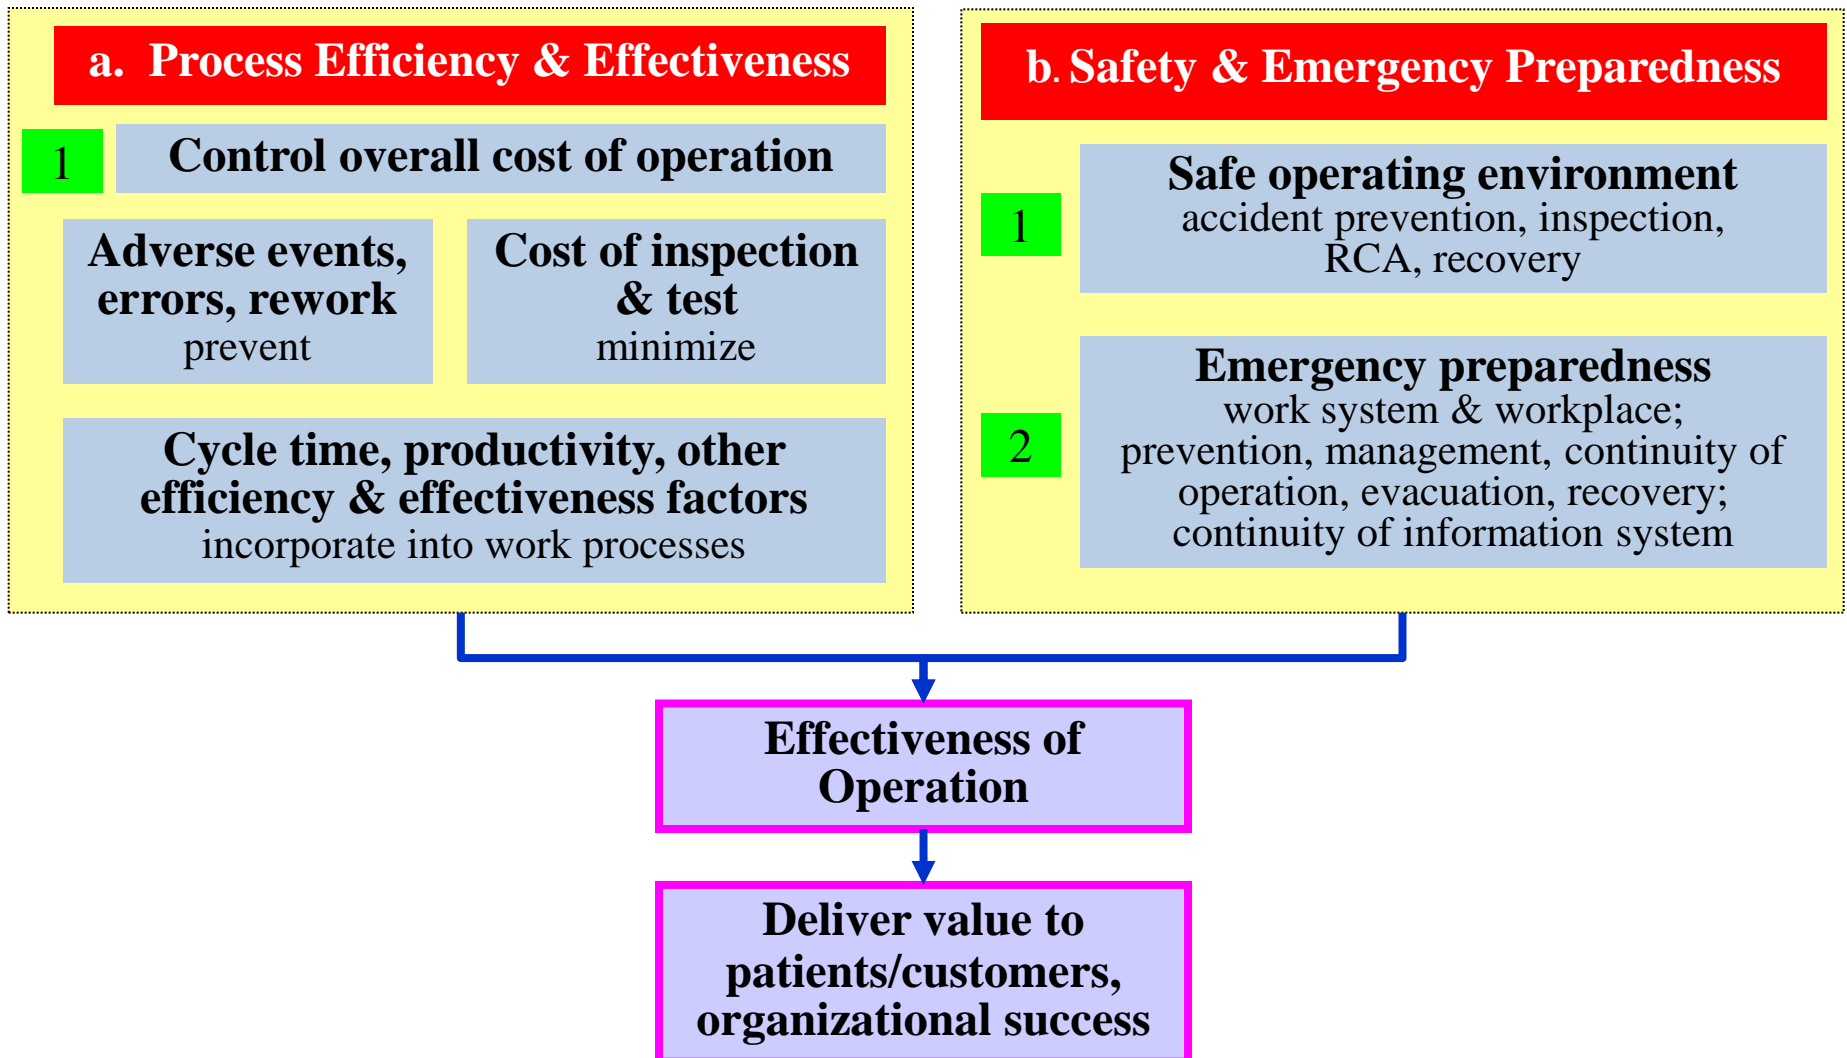 a. Process Efficiency & Effectiveness
1
Control overall cost of operation
Adverse events,
errors, rework
prevent
Cost of inspection
& test
minimize
Cycle time, productivity, other
efficiency & effectiveness factors
incorporate into work processes
b. Safety & Emergency Preparedness
1
Safe operating environment
accident prevention, inspection,
RCA, recovery
2
Emergency preparedness
work system & workplace;
prevention, management, continuity of
operation, evacuation, recovery;
continuity of information system
Effectiveness of
Operation
Deliver value to
patients/customers,
organizational success